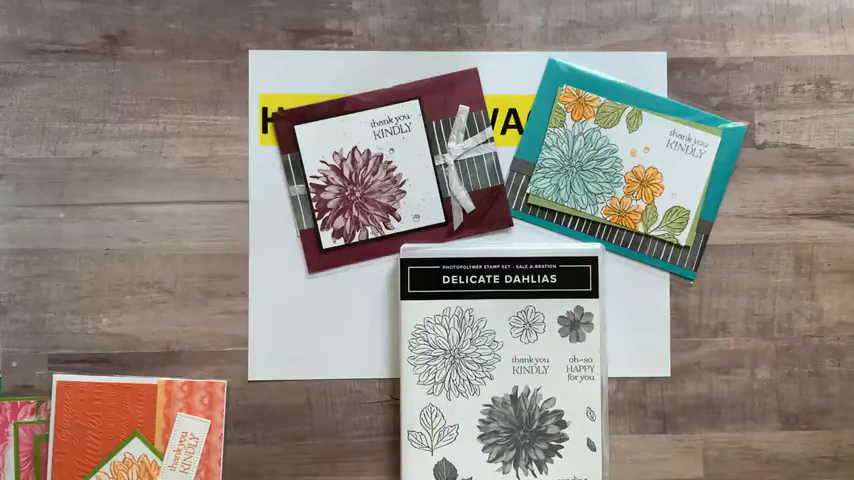 H
VAC
thank you
KINDLY
thank you
KINDLY
PHOTOPOLYMER STAMP SET • SALE-A-BRATION
DELICATE DAHLIAS
thank you
KINDLY
oh-so
HAPPY
for you
thank you
KINDLY